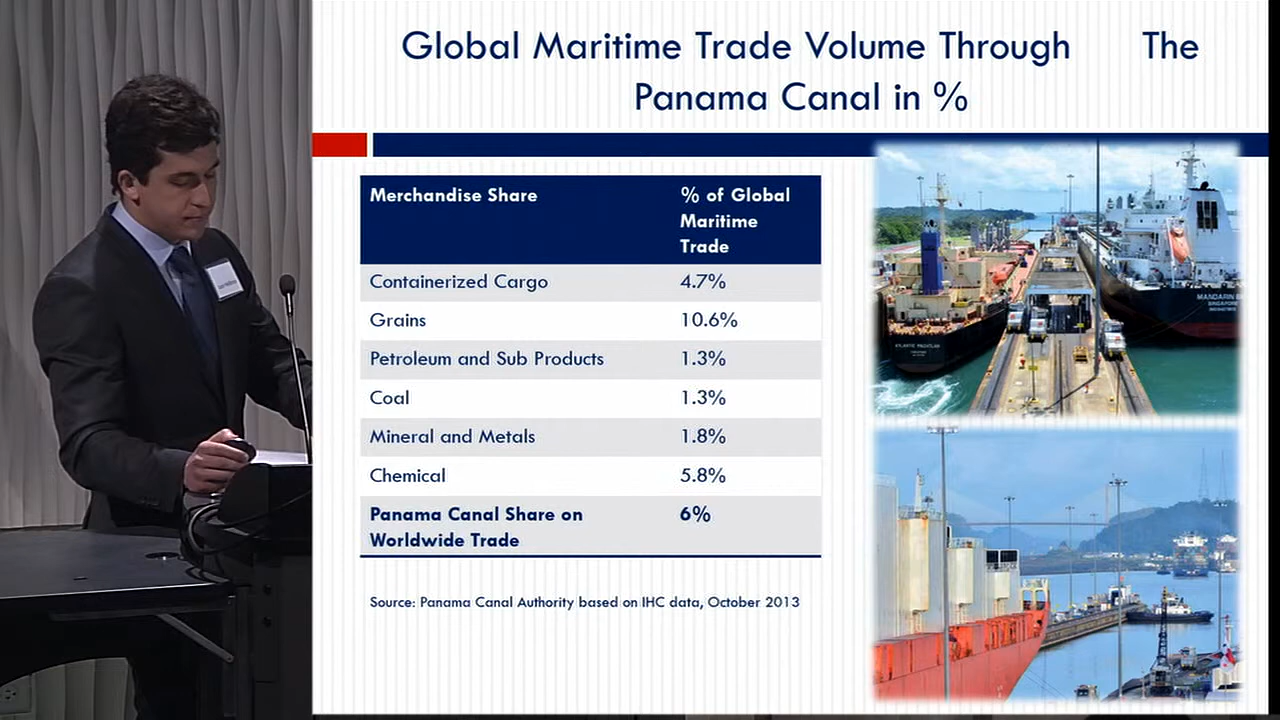 Global Maritime Trade Volume Through The
Panama Canal in %
Merchandise Share
% of Global
Maritime
Trade
Containerized Cargo 4.7%
Grains 10.6%
Petroleum and Sub Products 1.3%
Coal 1.3%
Mineral and Metals 1.8%
Chemical 5.8%
Panama Canal Share on 6%
Worldwide Trade
Source: Panama Canal Authority based on IHC data, October 2013
MANDARIN
SINGAPORE